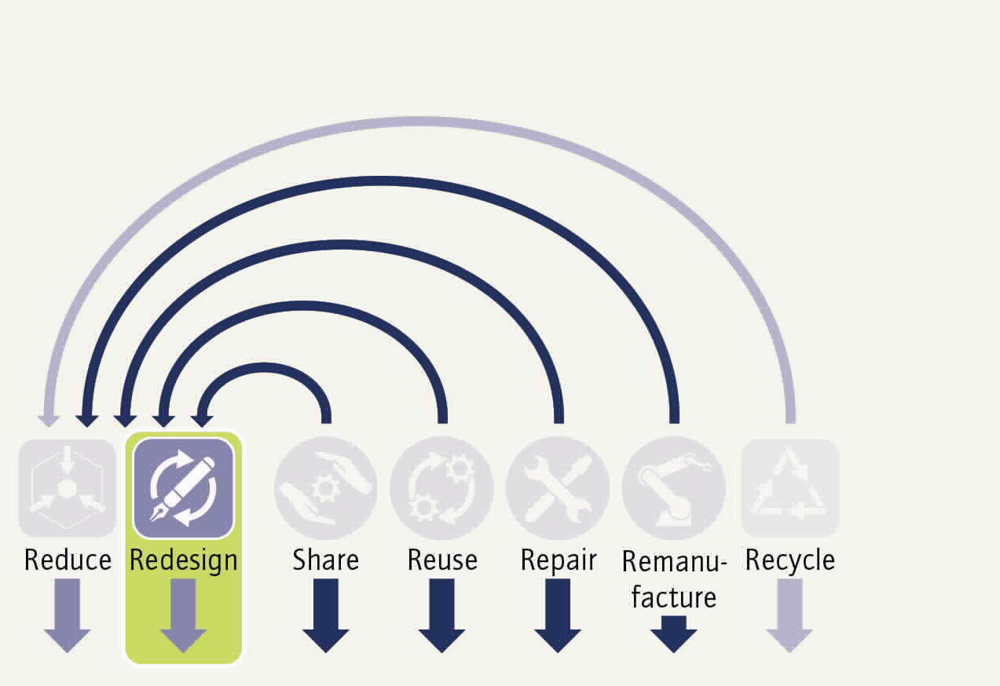 Reduce
Redesign
Share
Reuse
Repair
Remanu-
facture
Recycle